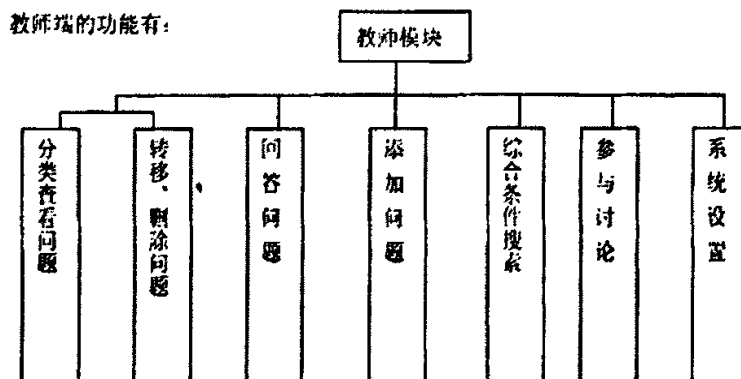 教师端的功能有：
教师模块
分类查看问题
转移、删除问题
回答问题
添加问题
综合条件搜索
参与讨论
系统设置